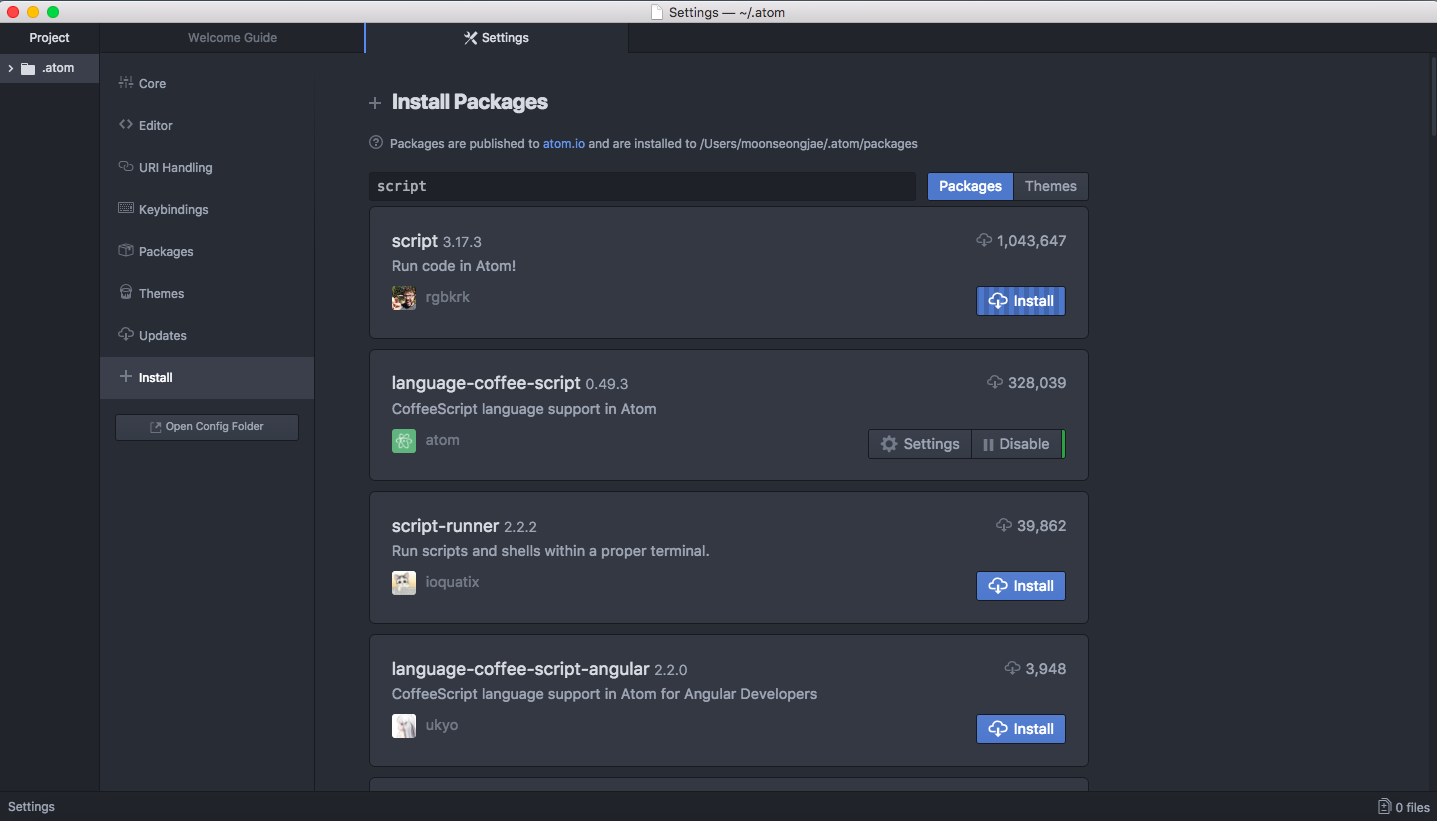 Settings — ~/.atom
Project
Welcome Guide
Settings
.atom
Core
Editor
URI Handling
Keybindings
Packages
Themes
Updates
Install
Open Config Folder
Install Packages
Packages are published to atom.io and are installed to /Users/moonseongjae/.atom/packages
script
Packages Themes
script 3.17.3
1,043,647
Run code in Atom!
rgbkrk
Install
language-coffee-script 0.49.3
328,039
CoffeeScript language support in Atom
atom
Settings Disable
script-runner 2.2.2
39,862
Run scripts and shells within a proper terminal.
ioquatix
Install
language-coffee-script-angular 2.2.0
3,948
CoffeeScript language support in Atom for Angular Developers
ukyo
Install
Settings
0 files